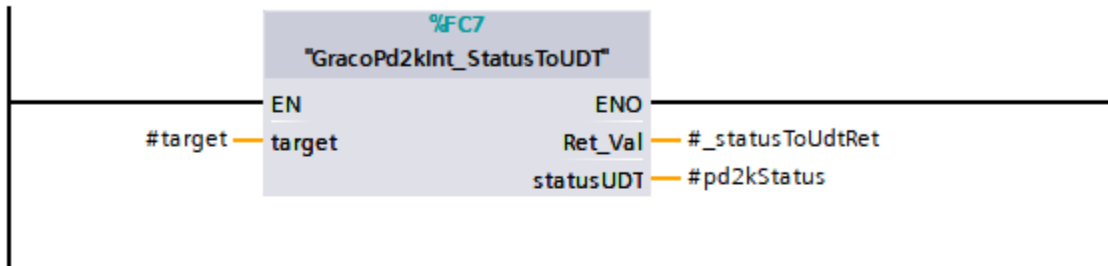 %FC7
"GracoPd2kInt_StatusToUDT"
EN ENO
#target target Ret_Val #_statusToUdtRet
statusUDT #pd2kStatus